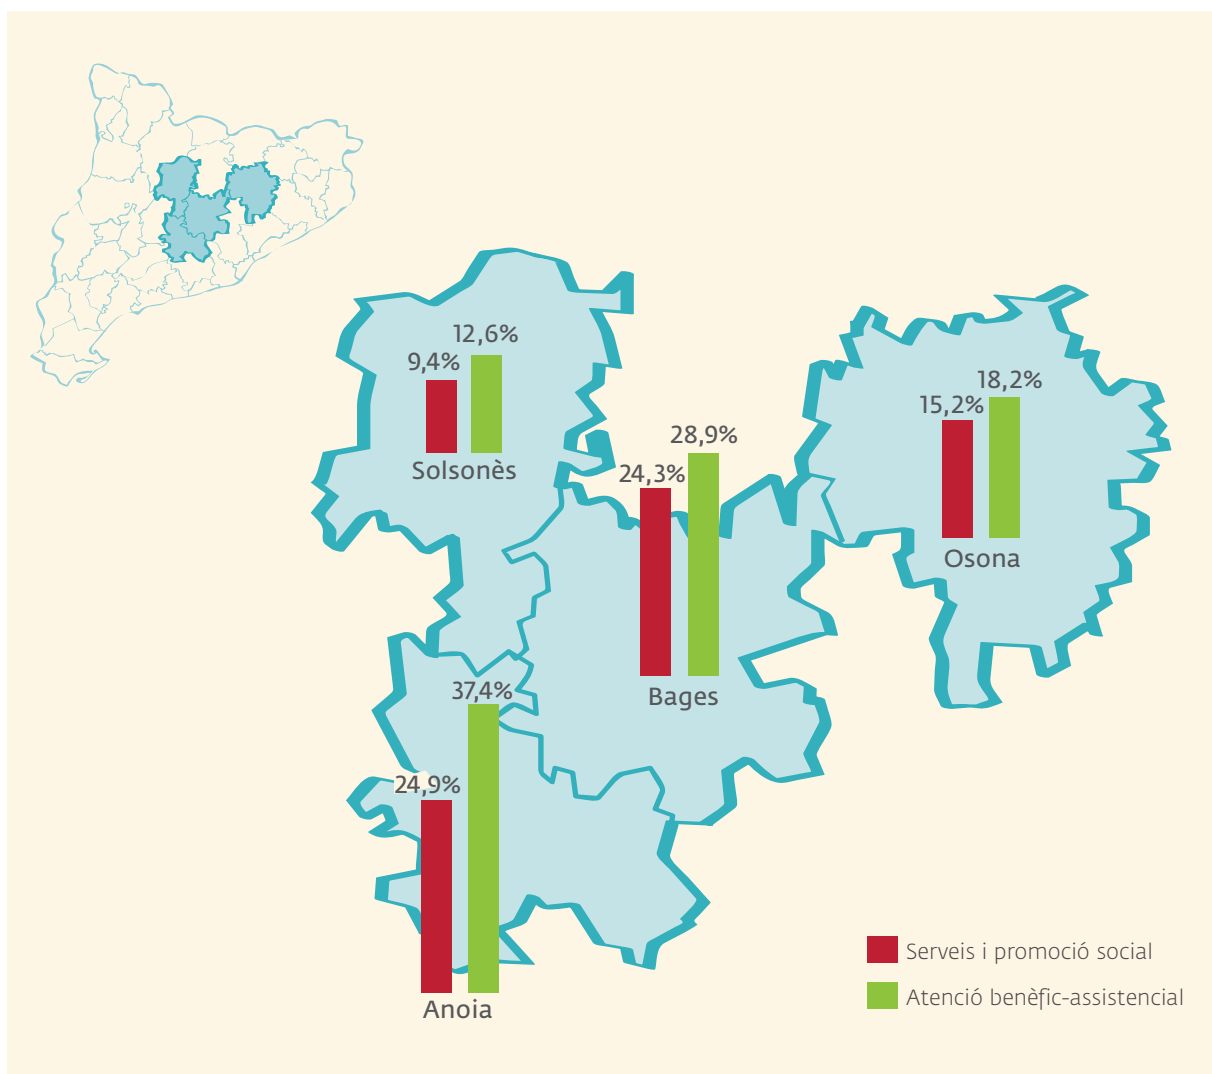 12,6%
9,4%
Solsonès
18,2%
15,2%
Osona
28,9%
24,3%
Bages
37,4%
24,9%
Anoia
Serveis i promoció social
Atenció benèfic-assistencial